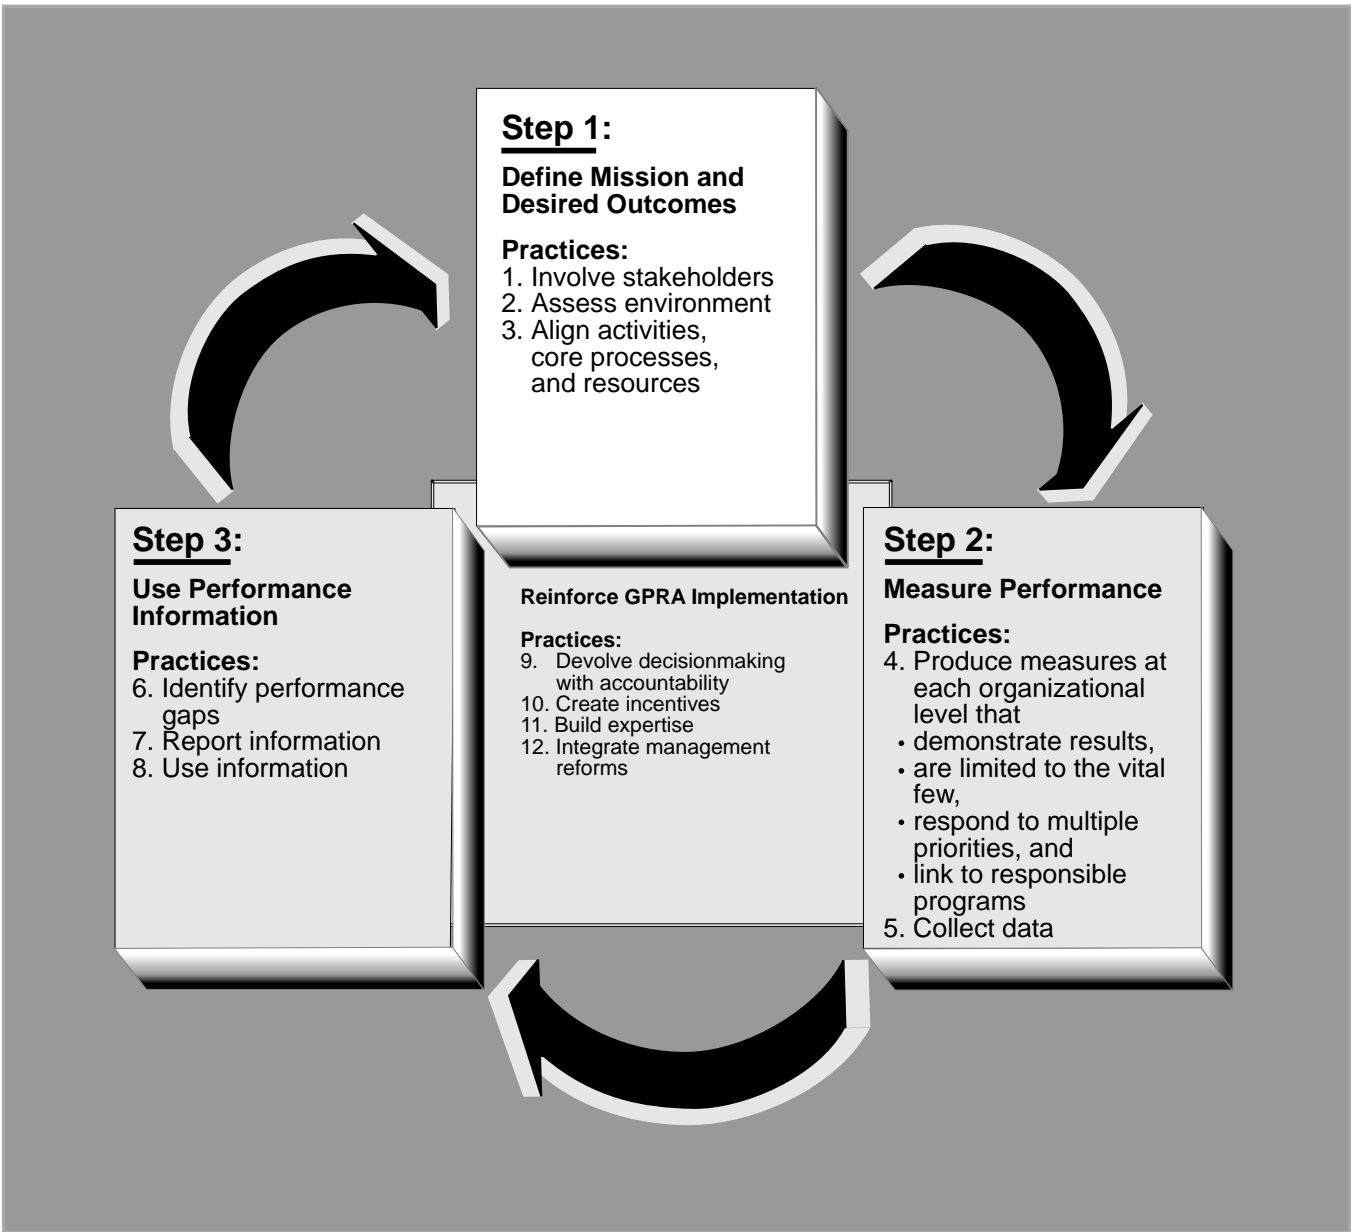 Step 1:
Define Mission and
Desired Outcomes
Practices:
1. Involve stakeholders
2. Assess environment
3. Align activities,
core processes,
and resources
Step 2:
Measure Performance
Practices:
4. Produce measures at
each organizational
level that
• demonstrate results,
• are limited to the vital
few,
• respond to multiple
priorities, and
• link to responsible
programs
5. Collect data
Step 3:
Use Performance
Information
Practices:
6. Identify performance
gaps
7. Report information
8. Use information
Reinforce GPRA Implementation
Practices:
9. Devolve decisionmaking
with accountability
10. Create incentives
11. Build expertise
12. Integrate management
reforms